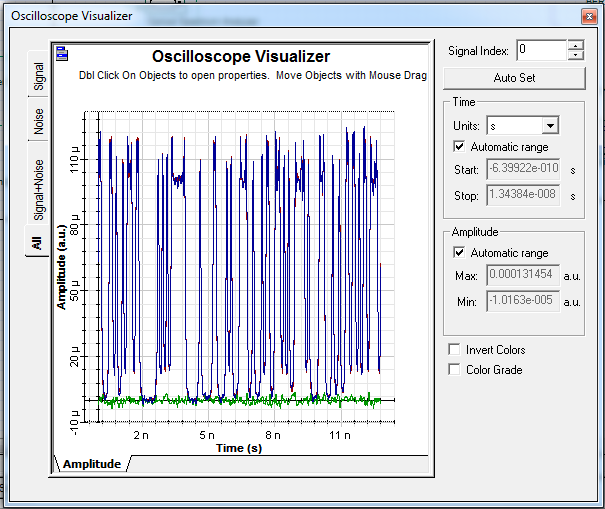 Oscilloscope Visualizer
Signal
Noise
Signal+Noise
All
Oscilloscope Visualizer
Dbl Click On Objects to open properties. Move Objects with Mouse Drag
Amplitude (a.u.)
110 µ
80 µ
50 µ
20 µ
-10 µ
2 n
5 n
8 n
11 n
Time (s)
Amplitude
Signal Index: 0
Auto Set
Time
Units: s
Automatic range
Start: -6.39922e-010 s
Stop: 1.34384e-008 s
Amplitude
Automatic range
Max: 0.000131454 a.u.
Min: -1.0163e-005 a.u.
Invert Colors
Color Grade